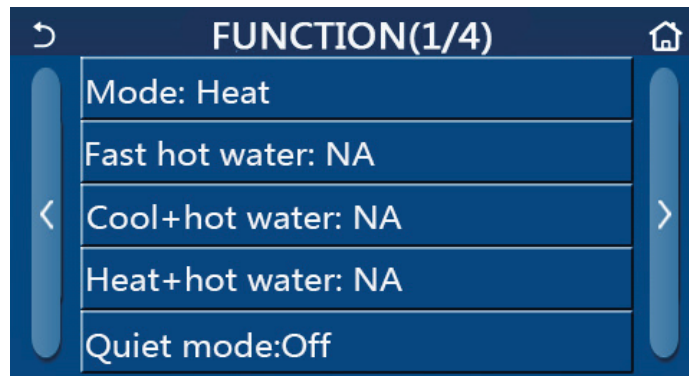 FUNCTION(1/4)
Mode: Heat
Fast hot water: NA
Cool+hot water: NA
Heat+hot water: NA
Quiet mode:Off